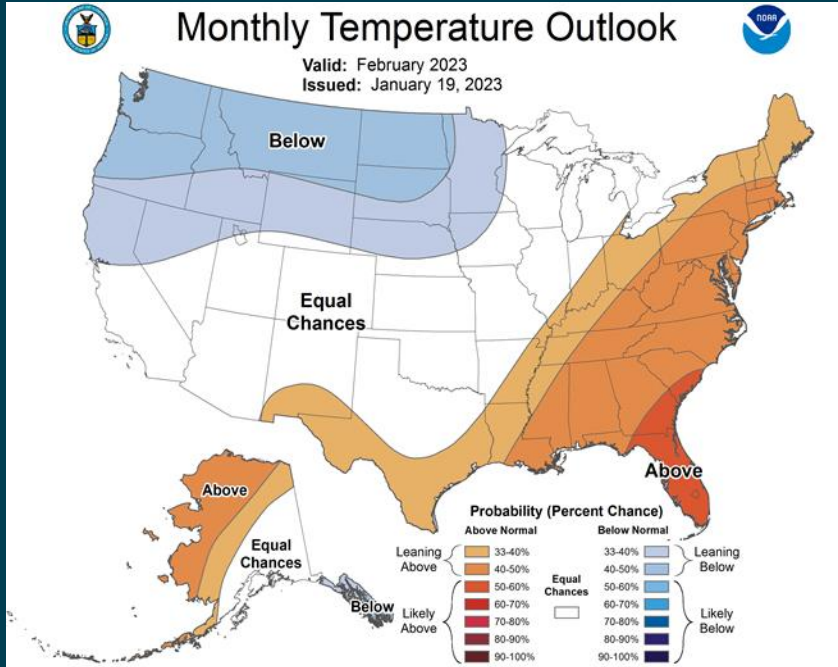 Monthly Temperature Outlook
NOAA
Valid: February 2023
Issued: January 19, 2023
Below
Equal
Chances
Above
Above
Equal
Chances
Below
Probability (Percent Chance)
Above Normal
Below Normal
Leaning
Above
33-40%
40-50%
50-60%
60-70%
70-80%
80-90%
90-100%
Likely
Above
Equal
Chances
33-40%
40-50%
50-60%
60-70%
70-80%
80-90%
90-100%
Leaning
Below
Likely
Below